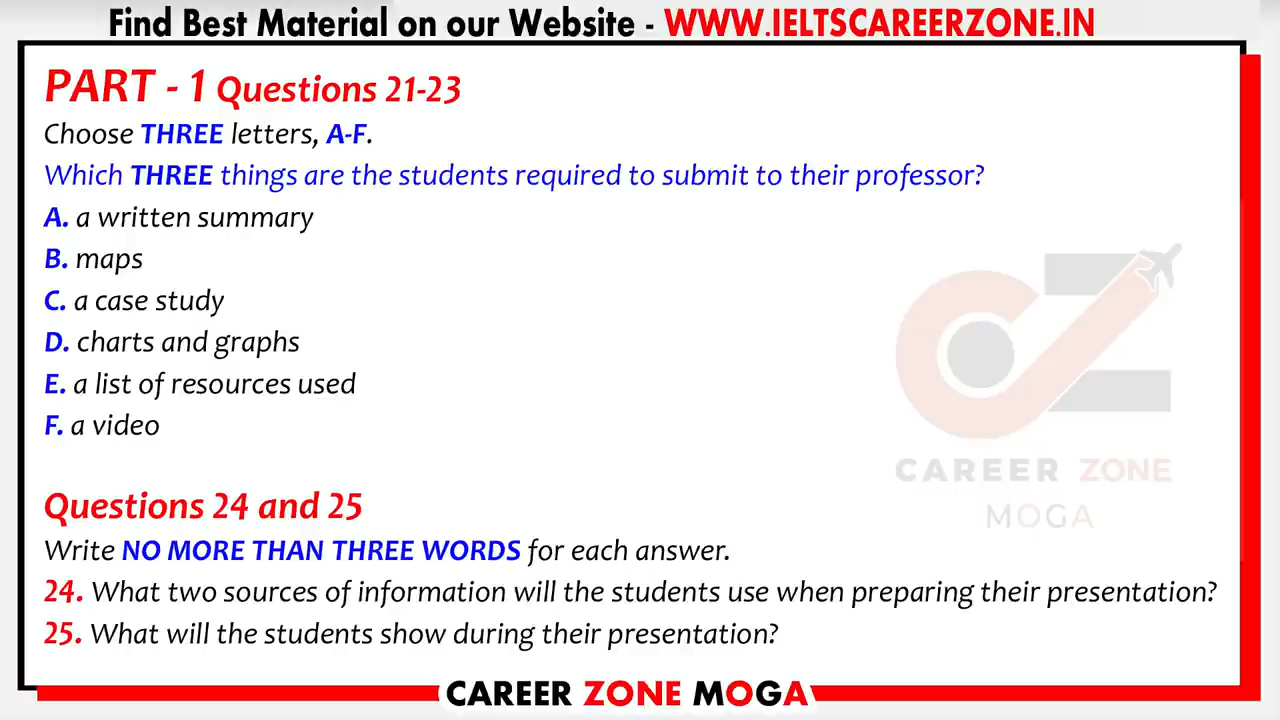 Find Best Material on our Website - WWW.IELTSCAREERZONE.IN
PART - 1 Questions 21-23
Choose THREE letters, A-F.
Which THREE things are the students required to submit to their professor?
A. a written summary
B. maps
C. a case study
D. charts and graphs
E. a list of resources used
F. a video
CAREER ZONE
MOGA
Questions 24 and 25
Write NO MORE THAN THREE WORDS for each answer.
24. What two sources of information will the students use when preparing their presentation?
25. What will the students show during their presentation?
CAREER ZONE MOGA